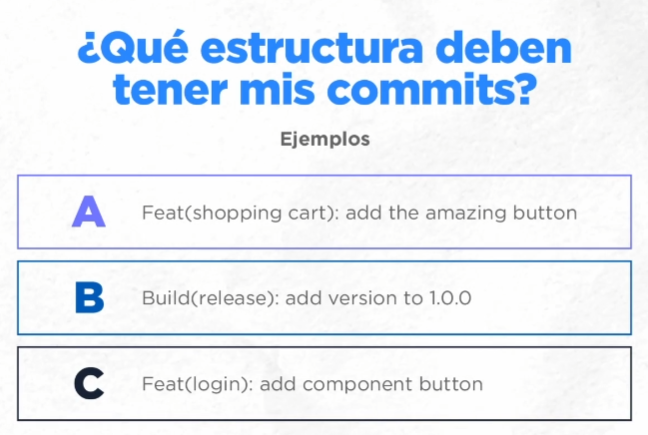 ¿Qué estructura deben
tener mis commits?
Ejemplos
A Feat(shopping cart): add the amazing button
B Build(release): add version to 1.0.0
C Feat(login): add component button